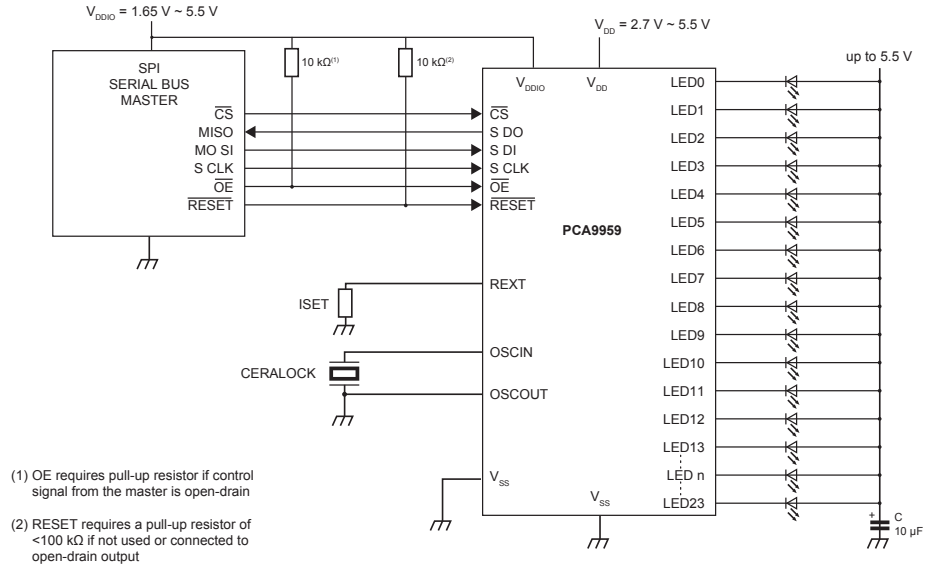 V_DDIO = 1.65 V ~ 5.5 V
V_DD = 2.7 V ~ 5.5 V
up to 5.5 V
SPI
SERIAL BUS
MASTER
10 kΩ(1)
10 kΩ(2)
V_DDIO
V_DD
CS
MISO
MO SI
S CLK
OE
RESET
CS
S DO
S DI
S CLK
OE
RESET
PCA9959
REXT
ISET
OSCIN
CERALOCK
OSCOUT
V_SS
V_SS
LED0
LED1
LED2
LED3
LED4
LED5
LED6
LED7
LED8
LED9
LED10
LED11
LED12
LED13
LED n
LED23
+
C
10 µF
(1) OE requires pull-up resistor if control
signal from the master is open-drain
(2) RESET requires a pull-up resistor of
<100 kΩ if not used or connected to
open-drain output